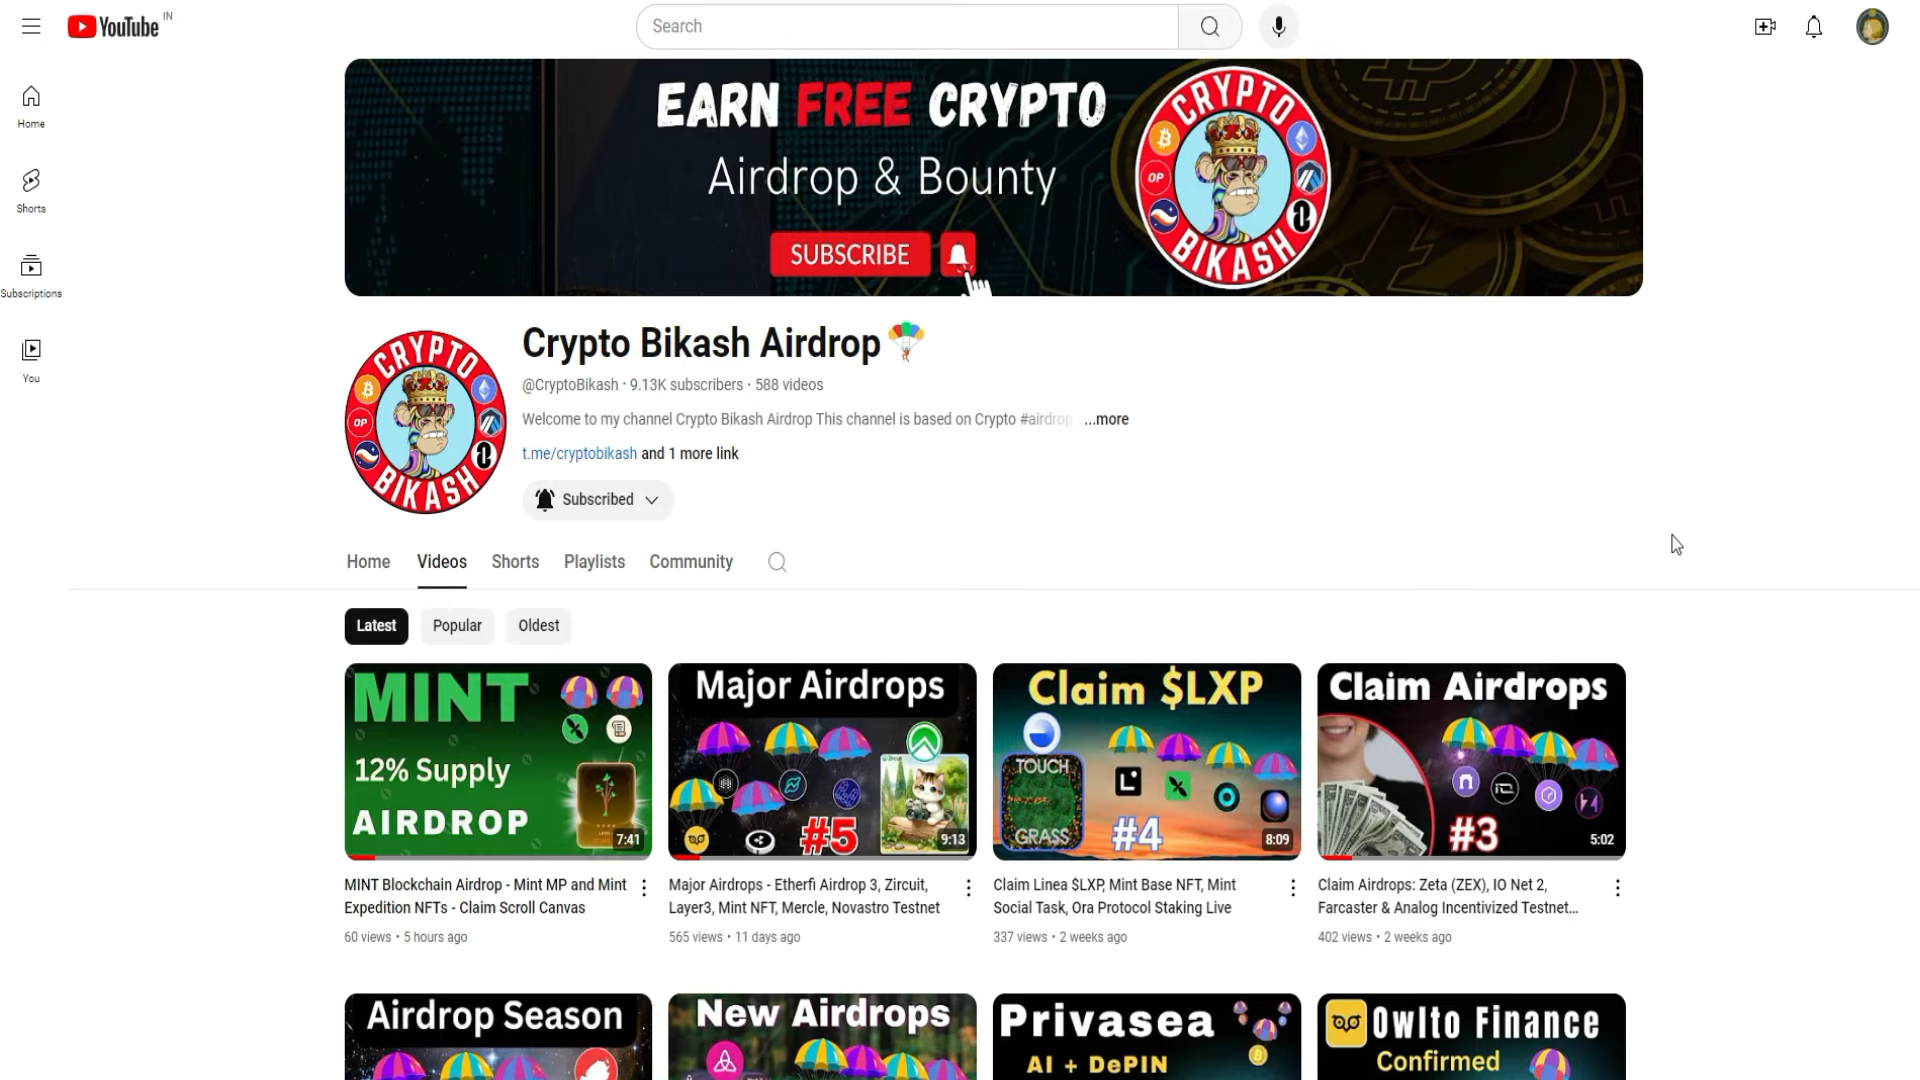 YouTube IN
Search
Home
Shorts
Subscriptions
You
EARN FREE CRYPTO
Airdrop & Bounty
SUBSCRIBE
CRYPTO
OP
BIKASH
CRYPTO
OP
BIKASH
Crypto Bikash Airdrop
@CryptoBikash · 9.13K subscribers · 588 videos
Welcome to my channel Crypto Bikash Airdrop This channel is based on Crypto #airdrop ...more
t.me/cryptobikash and 1 more link
Subscribed
Home Videos Shorts Playlists Community
Latest Popular Oldest
MINT
12% Supply
AIRDROP
7:41
MINT Blockchain Airdrop - Mint MP and Mint
Expedition NFTs - Claim Scroll Canvas
60 views • 5 hours ago
Major Airdrops
Zircuit
#5
9:13
Major Airdrops - Etherfi Airdrop 3, Zircuit,
Layer3, Mint NFT, Mercle, Novastro Testnet
565 views • 11 days ago
Claim $LXP
TOUCH
GRASS
#4
8:09
Claim Linea $LXP, Mint Base NFT, Mint
Social Task, Ora Protocol Staking Live
337 views • 2 weeks ago
Claim Airdrops
#3
5:02
Claim Airdrops: Zeta (ZEX), IO Net 2,
Farcaster & Analog Incentivized Testnet...
402 views • 2 weeks ago
Airdrop Season
New Airdrops
Privasea
AI + DePIN
Owlto Finance
Confirmed